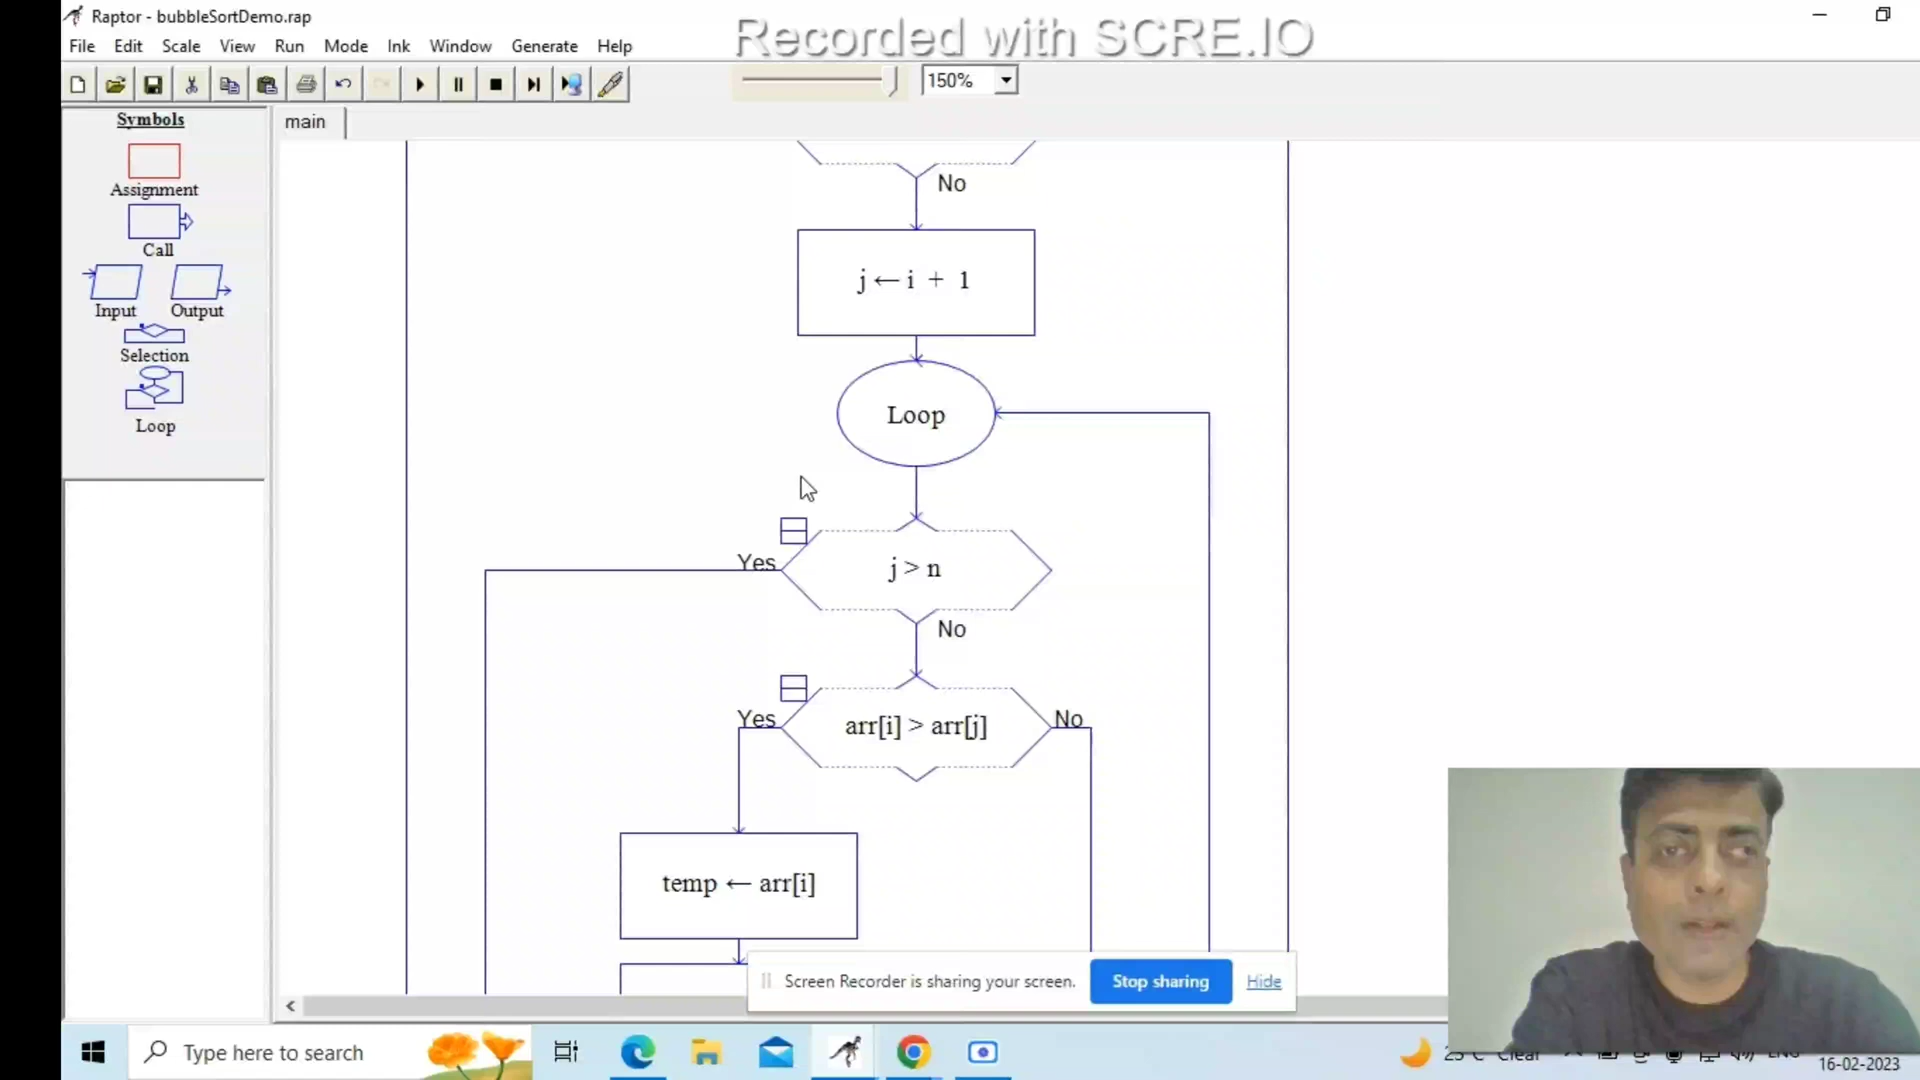 Raptor - bubbleSortDemo.rap
Recorded with SCRE.IO
File Edit Scale View Run Mode Ink Window Generate Help
150%
Symbols
main
Assignment
Call
Input Output
Selection
Loop
No
j ← i + 1
Loop
Yes
j > n
No
Yes
arr[i] > arr[j]
No
temp ← arr[i]
Screen Recorder is sharing your screen. Stop sharing Hide
Type here to search
25°C Clear
16-02-2023